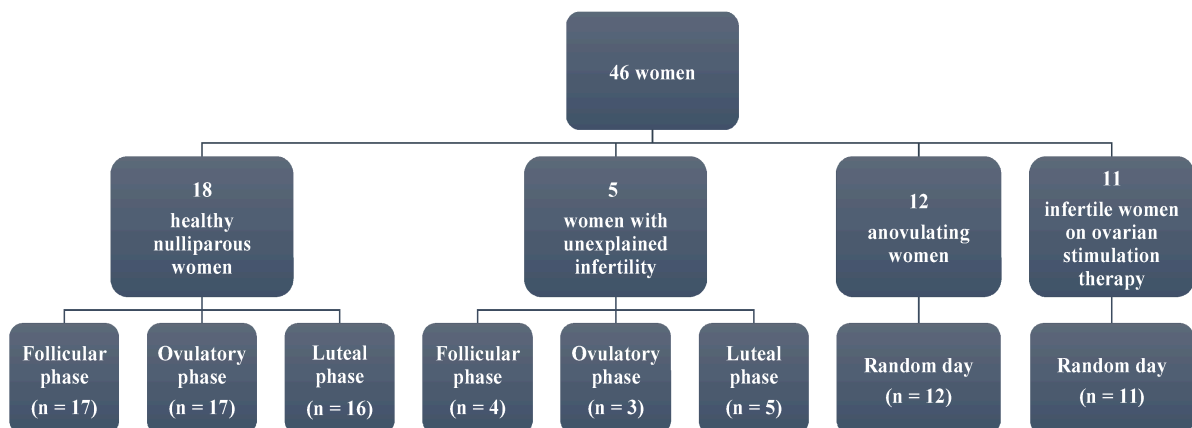 46 women
18
healthy
nulliparous
women
5
women with
unexplained
infertility
12
anovulating
women
11
infertile women
on ovarian
stimulation
therapy
Follicular
phase
(n = 17)
Ovulatory
phase
(n = 17)
Luteal
phase
(n = 16)
Follicular
phase
(n = 4)
Ovulatory
phase
(n = 3)
Luteal
phase
(n = 5)
Random day
(n = 12)
Random day
(n = 11)